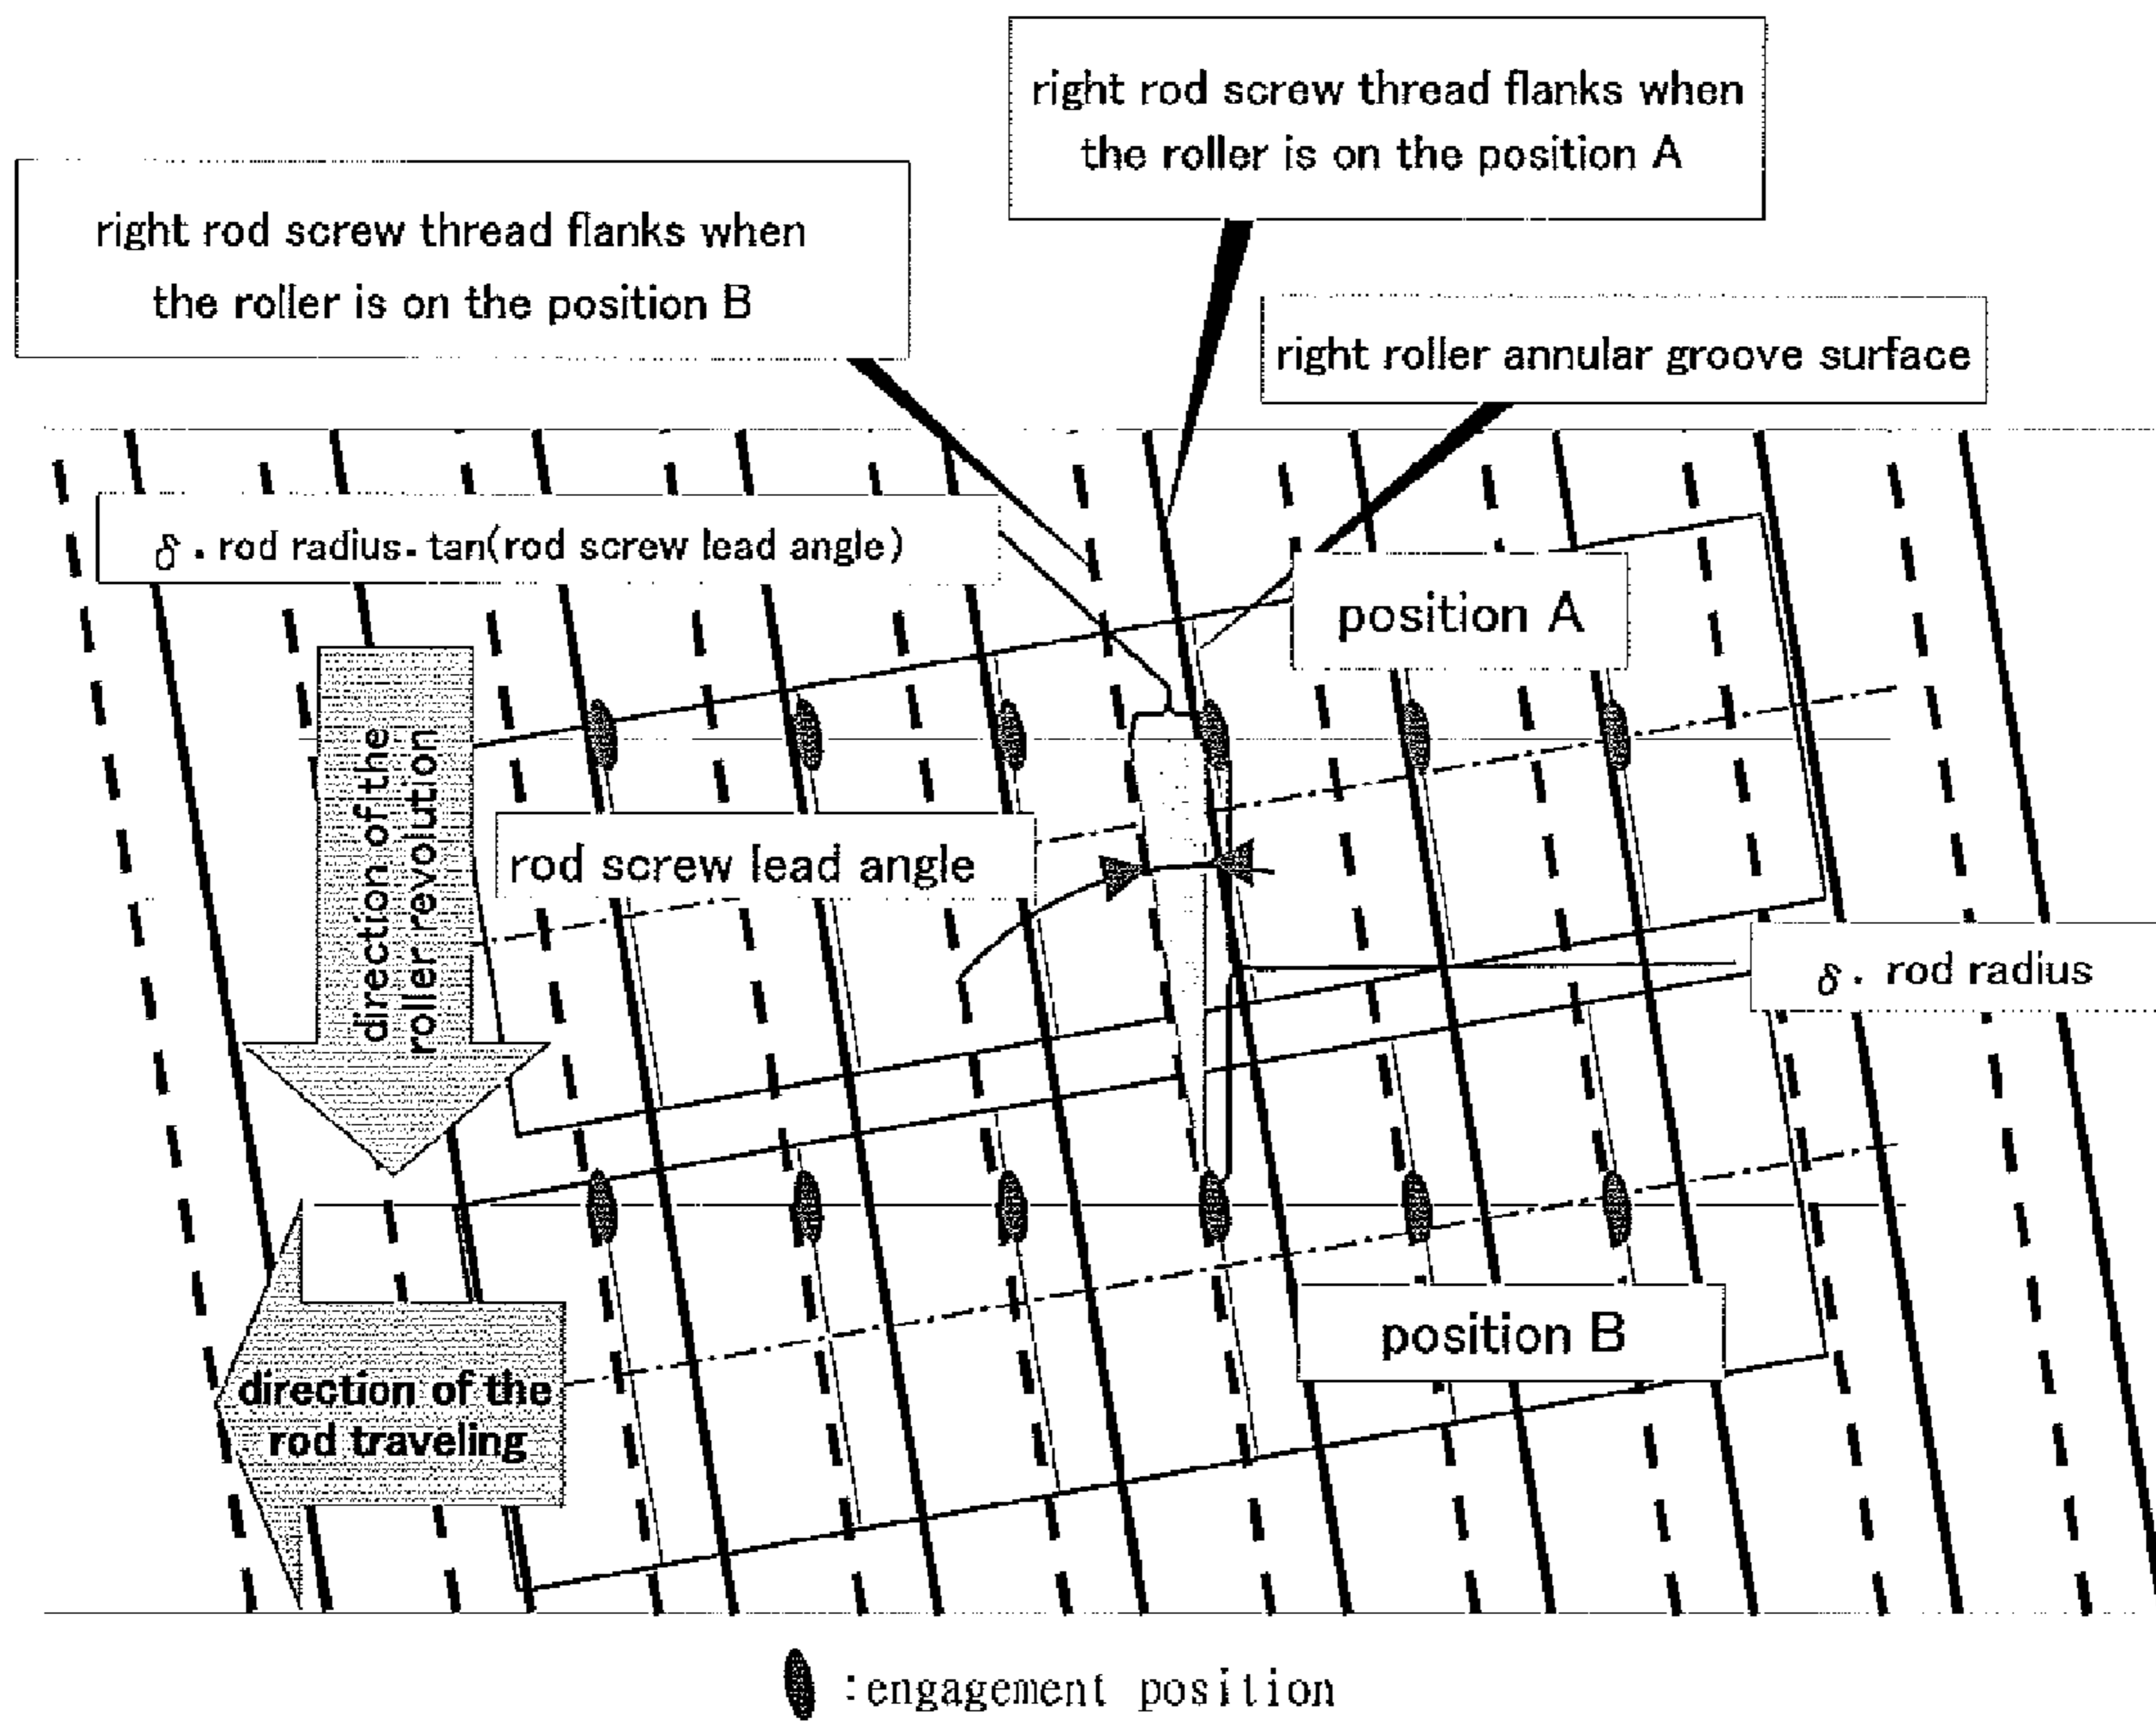 right rod screw thread flanks when
the roller is on the position A
right rod screw thread flanks when
the roller is on the position B
right roller annular groove surface
δ . rod radius.tan(rod screw lead angle)
position A
direction of the
roller revolution
rod screw lead angle
δ . rod radius
position B
direction of the
rod traveling
:engagement position